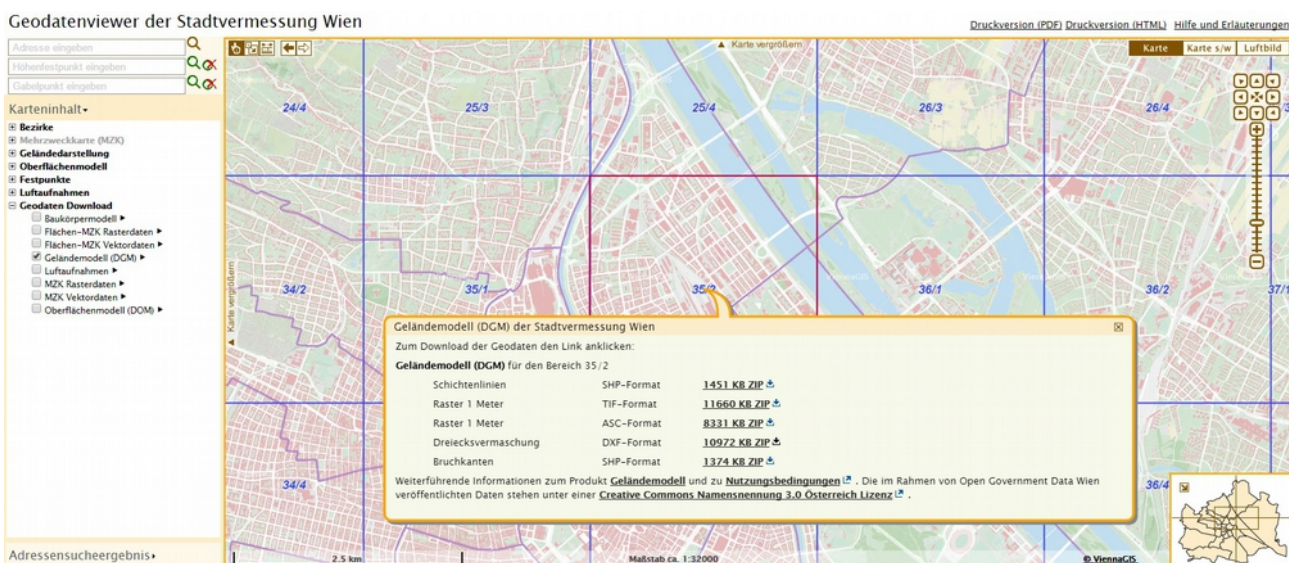 Geodatenviewer der Stadtvermessung Wien
Druckversion (PDF) Druckversion (HTML) Hilfe und Erläuterungen
Adresse eingeben
Höhenfestpunkt eingeben
Gabelpunkt eingeben
Karteninhalt
Bezirke
Mehrzweckkarte (MZK)
Geländedarstellung
Oberflächenmodell
Festpunkte
Luftaufnahmen
Geodaten Download
Baukörpermodell
Flächen-MZK Rasterdaten
Flächen-MZK Vektordaten
Geländemodell (DGM)
Luftaufnahmen
MZK Rasterdaten
MZK Vektordaten
Oberflächenmodell (DOM)
Adressensucheergebnis
Karte vergrößern
Karte Karte s/w Luftbild
24/4 25/3 25/4 26/3 26/4
Karte vergrößern
34/2 35/1 35/2 36/1 36/2 37/1
34/4 36/4
Geländemodell (DGM) der Stadtvermessung Wien
Zum Download der Geodaten den Link anklicken:
Geländemodell (DGM) für den Bereich 35/2
Schichtenlinien SHP-Format 1451 KB ZIP
Raster 1 Meter TIF-Format 11660 KB ZIP
Raster 1 Meter ASC-Format 8331 KB ZIP
Dreiecksvermaschung DXF-Format 10972 KB ZIP
Bruchkanten SHP-Format 1374 KB ZIP
Weiterführende Informationen zum Produkt Geländemodell und zu Nutzungsbedingungen . Die im Rahmen von Open Government Data Wien
veröffentlichten Daten stehen unter einer Creative Commons Namensnennung 3.0 Österreich Lizenz .
2.5 km Maßstab ca. 1:32000 © ViennaGIS